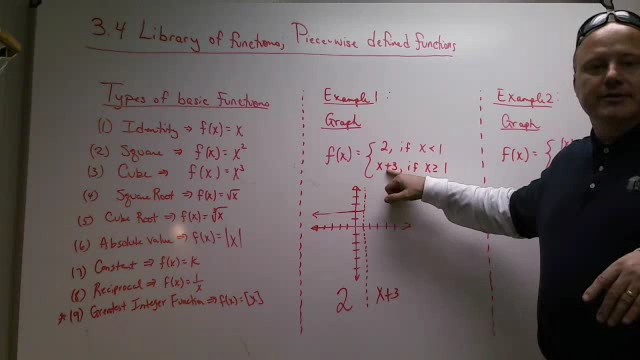 3.4 Library of functions; Piece-wise defined functions
Types of basic Functions
(1) Identity ⇒ f(x) = x
(2) Square ⇒ f(x) = x²
(3) Cube ⇒ f(x) = x³
(4) Square Root ⇒ f(x) = √x
(5) Cube Root ⇒ f(x) = ∛x
(6) Absolute value ⇒ f(x) = |x|
(7) Constant ⇒ f(x) = k
(8) Reciprocal ⇒ f(x) = 1/x
* (9) Greatest Integer Function ⇒ f(x) = [x]
Example 1:
Graph
f(x) = { 2, if x < 1
x+3, if x ≥ 1
2 x+3
Example 2:
Graph
f(x) = {